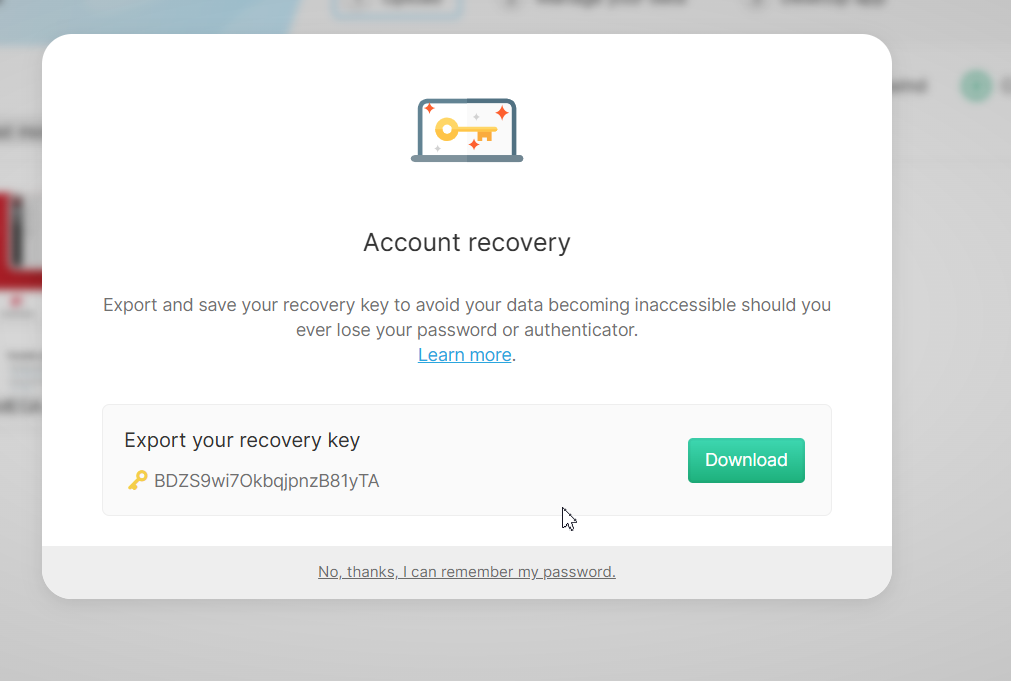 Account recovery
Export and save your recovery key to avoid your data becoming inaccessible should you
ever lose your password or authenticator.
Learn more.
Export your recovery key
BDZS9wi7OkbqjpnzB81yTA
Download
No, thanks, I can remember my password.